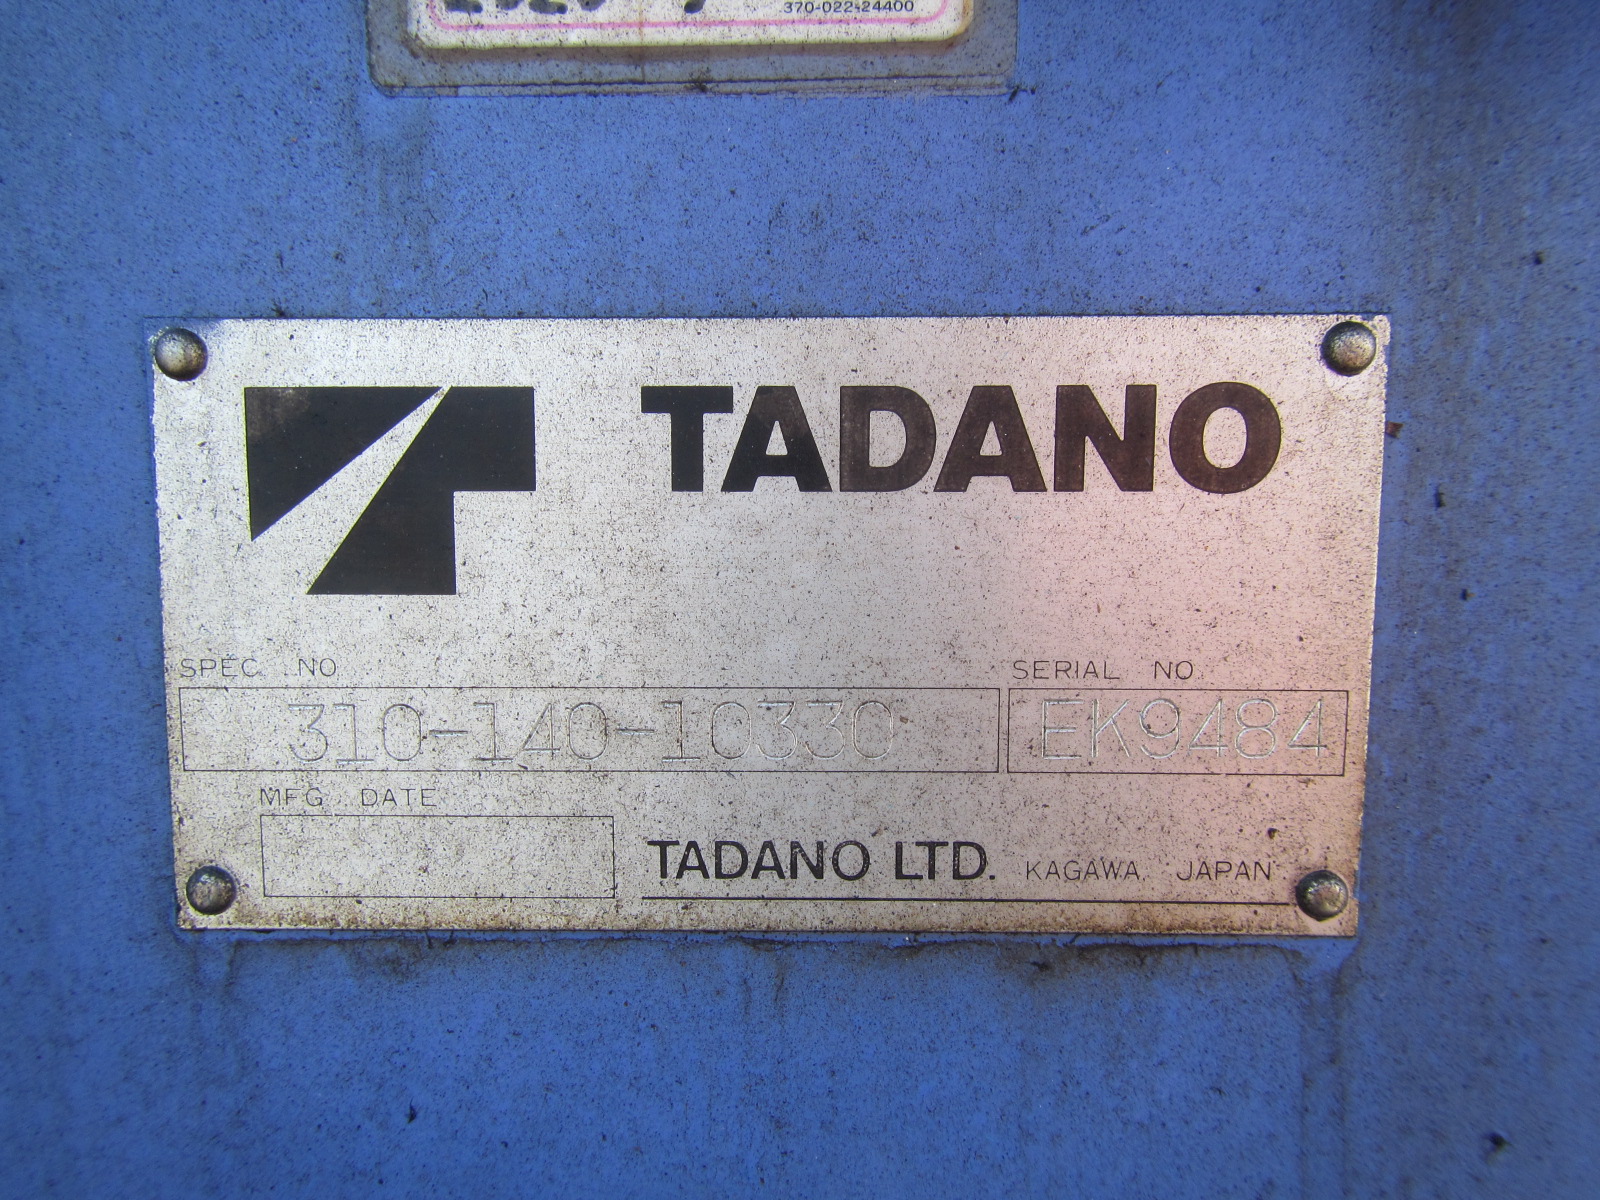 370-022-24400
TADANO
SPEC. NO.
SERIAL NO.
310-140-10330
EK9484
MFG. DATE
TADANO LTD. KAGAWA, JAPAN